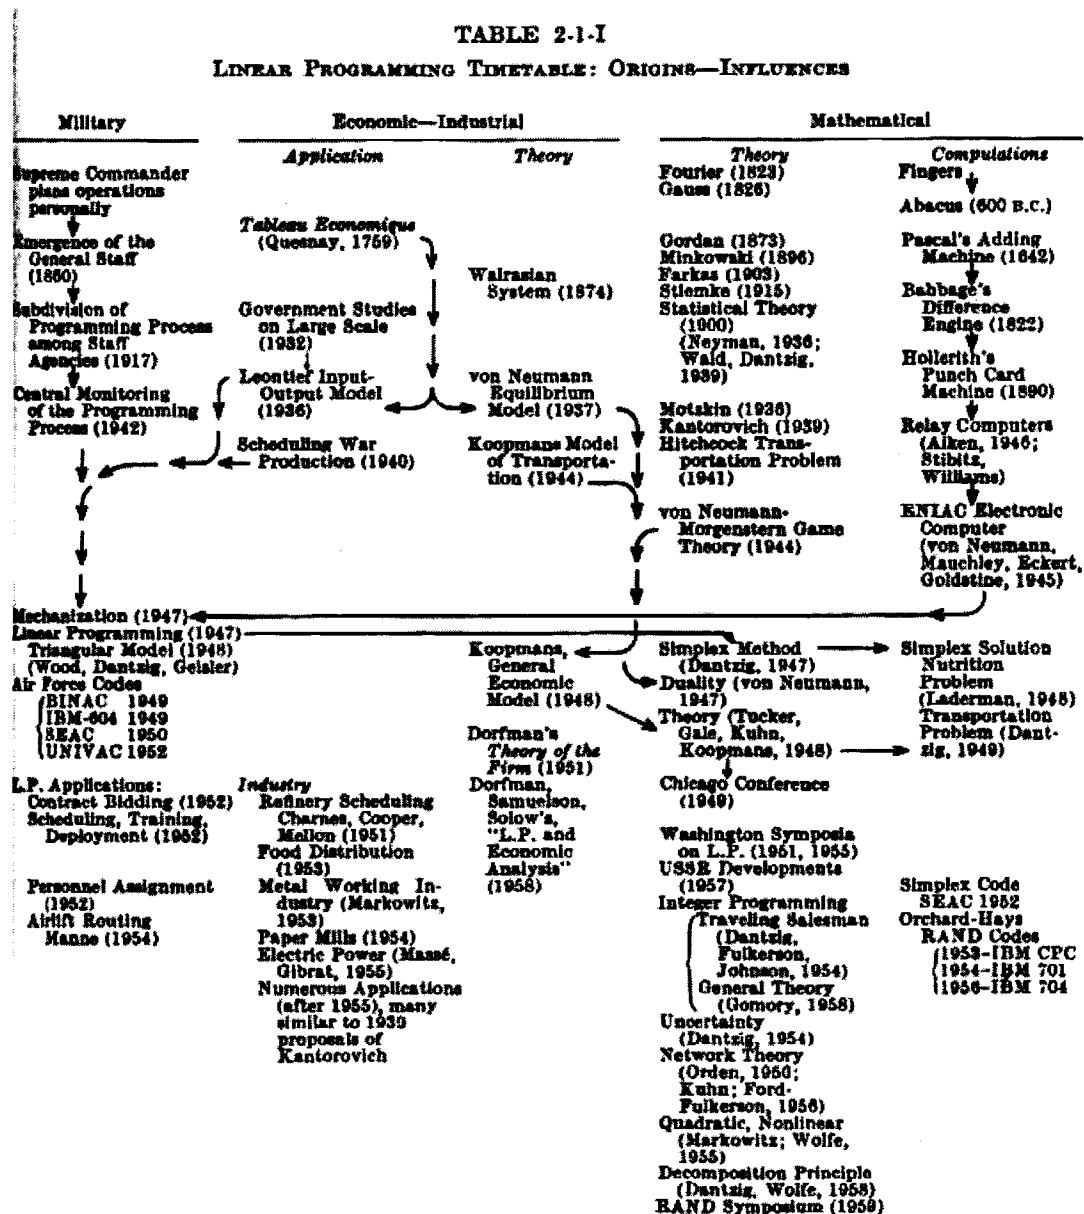 TABLE 2-1-I
LINEAR PROGRAMMING TIMETABLE: ORIGINS—INFLUENCES
Military
Supreme Commander
plans operations
personally
Emergence of the
General Staff
(1860)
Subdivision of
Programming Process
among Staff
Agencies (1917)
Central Monitoring
of the Programming
Process (1942)
Mechanization (1947)
Linear Programming (1947)
Triangular Model (1948)
(Wood, Dantzig, Geisler)
Air Force Codes
BINAC 1949
IBM-604 1949
SEAC 1950
UNIVAC 1952
L.P. Applications:
Contract Bidding (1952)
Scheduling, Training,
Deployment (1952)
Personnel Assignment
(1952)
Airlift Routing
Manne (1954)
Economic—Industrial
Application
Tableau Economique
(Quesnay, 1759)
Government Studies
on Large Scale
(1932)
Leontief Input-
Output Model
(1936)
Scheduling War
Production (1940)
Industry
Refinery Scheduling
Charnes, Cooper,
Mellon (1951)
Food Distribution
(1953)
Metal Working In-
dustry (Markowitz,
1953)
Paper Mills (1954)
Electric Power (Massé,
Gibrat, 1955)
Numerous Applications
(after 1955), many
similar to 1939
proposals of
Kantorovich
Theory
Walrasian
System (1874)
von Neumann
Equilibrium
Model (1937)
Koopmans Model
of Transporta-
tion (1944)
Koopmans,
General
Economic
Model (1948)
Dorfman's
Theory of the
Firm (1951)
Dorfman,
Samuelson,
Solow's,
"L.P. and
Economic
Analysis"
(1958)
Mathematical
Theory
Fourier (1823)
Gauss (1826)
Gordan (1873)
Minkowski (1896)
Farkas (1903)
Stiemke (1915)
Statistical Theory
(1900)
(Neyman, 1936;
Wald, Dantzig,
1939)
Motzkin (1936)
Kantorovich (1939)
Hitchcock Trans-
portation Problem
(1941)
von Neumann-
Morgenstern Game
Theory (1944)
Simplex Method
(Dantzig, 1947)
Duality (von Neumann,
1947)
Theory (Tucker,
Gale, Kuhn,
Koopmans, 1948)
Chicago Conference
(1949)
Washington Symposia
on L.P. (1951, 1955)
USSR Developments
(1957)
Integer Programming
Traveling Salesman
(Dantzig,
Fulkerson,
Johnson, 1954)
General Theory
(Gomory, 1958)
Uncertainty
(Dantzig, 1954)
Network Theory
(Orden, 1950;
Kuhn; Ford-
Fulkerson, 1956)
Quadratic, Nonlinear
(Markowitz; Wolfe,
1955)
Decomposition Principle
(Dantzig, Wolfe, 1958)
RAND Symposium (1959)
Computations
Fingers
Abacus (600 B.C.)
Pascal's Adding
Machine (1642)
Babbage's
Difference
Engine (1822)
Hollerith's
Punch Card
Machine (1890)
Relay Computers
(Aiken, 1946;
Stibitz,
Williams)
ENIAC Electronic
Computer
(von Neumann,
Mauchley, Eckert,
Goldstine, 1945)
Simplex Solution
Nutrition
Problem
(Laderman, 1948)
Transportation
Problem (Dant-
zig, 1949)
Simplex Code
SEAC 1952
Orchard-Hays
RAND Codes
1953-IBM CPC
1954-IBM 701
1956-IBM 704